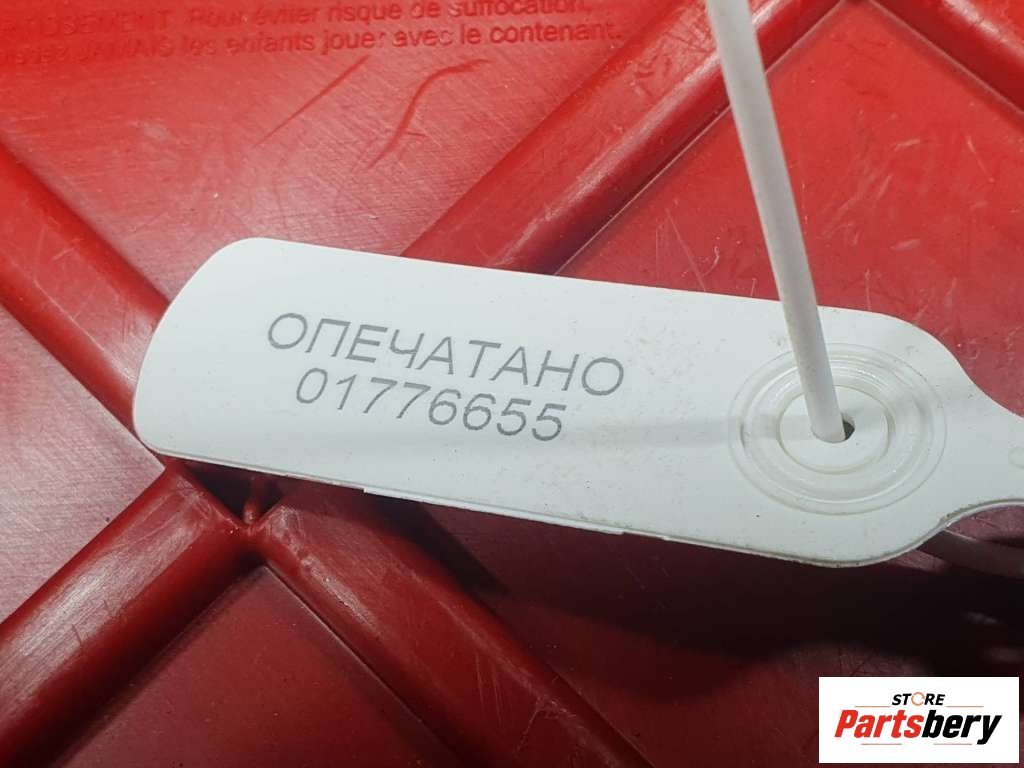 Pour éviter risque de suffocation,
JAMAIS les enfants jouer avec le contenant.
ОПЕЧАТАНО
01776655
STORE
Partsbery